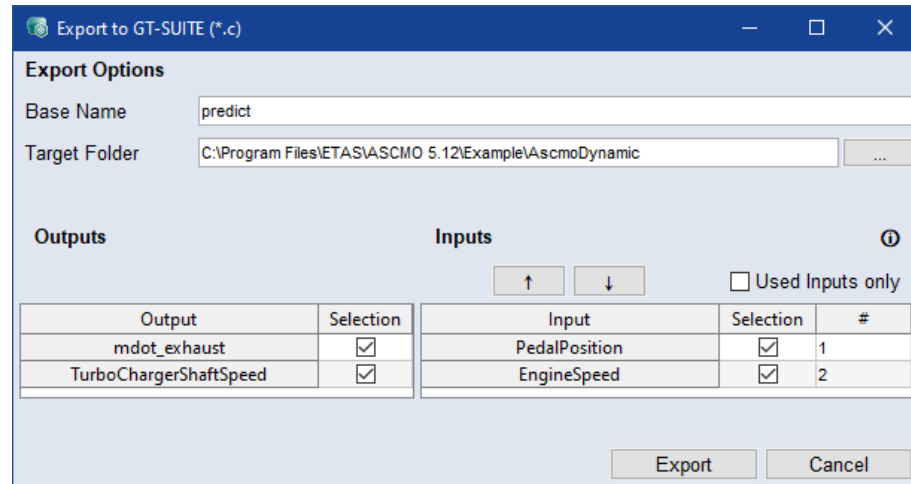 Export to GT-SUITE (*.c)
Export Options
Base Name predict
Target Folder C:\Program Files\ETAS\ASCMO 5.12\Example\AscmoDynamic ...
Outputs Inputs
↑ ↓ Used Inputs only
Output Selection Input Selection #
mdot_exhaust PedalPosition 1
TurboChargerShaftSpeed EngineSpeed 2
Export Cancel